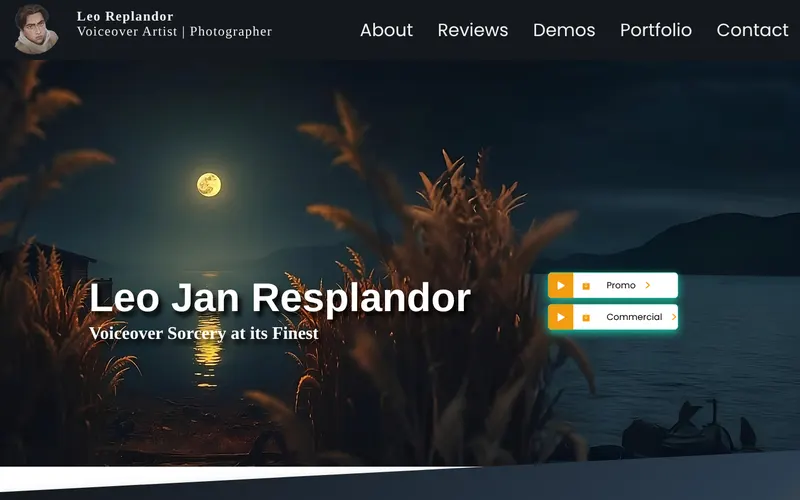 Leo Replandor
Voiceover Artist | Photographer
About Reviews Demos Portfolio Contact
Leo Jan Resplandor
Voiceover Sorcery at its Finest
Promo
Commercial